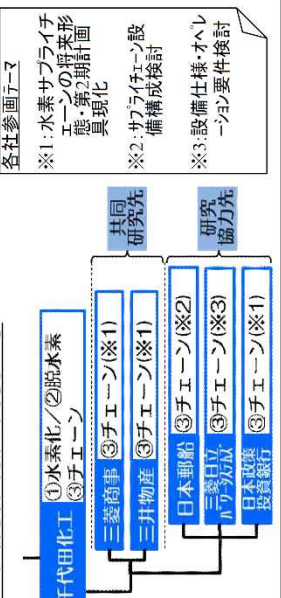 千代田化工
①水素化／②脱水素
③チェーン
三菱商事
③チェーン(※1)
三井物産
③チェーン(※1)
共同
研究先
日本郵船
③チェーン(※2)
三菱日立
パワーシステムズ
③チェーン(※3)
日本政策
投資銀行
③チェーン(※1)
研究
協力先
各社参画テーマ
※1:水素サプライチ
ェーンの将来形
態・第2期計画
具現化
※2:サプライチェーン設
備構成検討
※3:設備仕様・オペレ
ーション要件検討